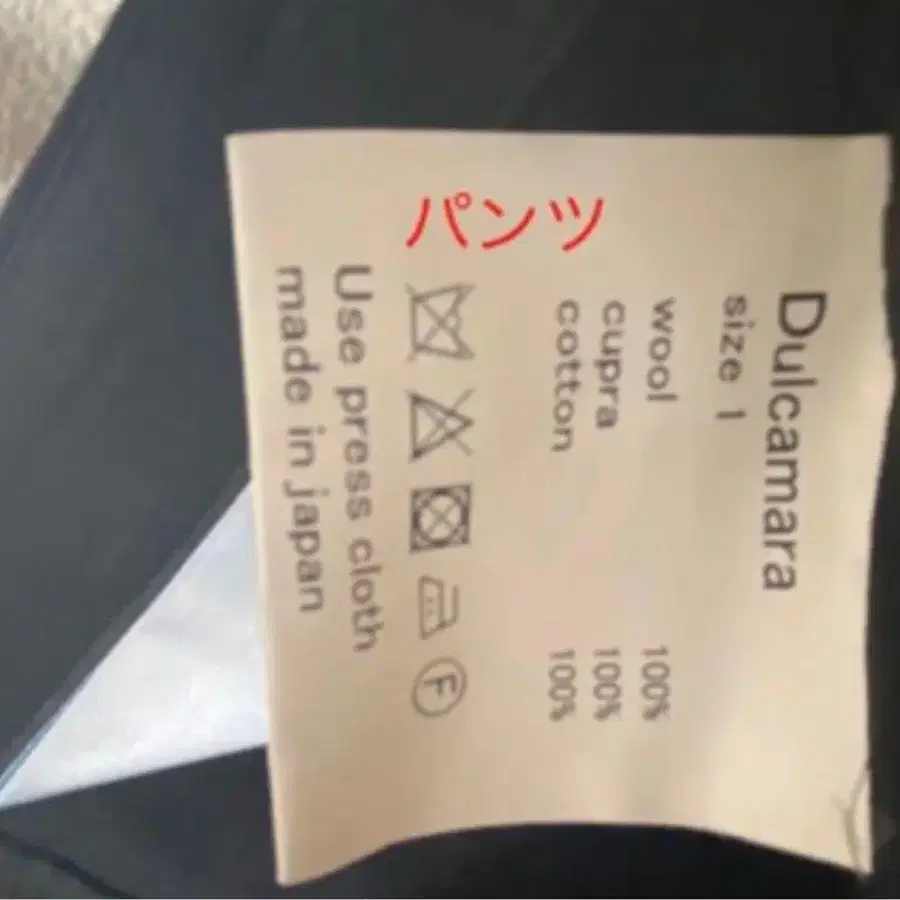 パンツ
Dulcamara
size 1
wool 100%
cupra 100%
cotton 100%
F
Use press cloth
made in japan